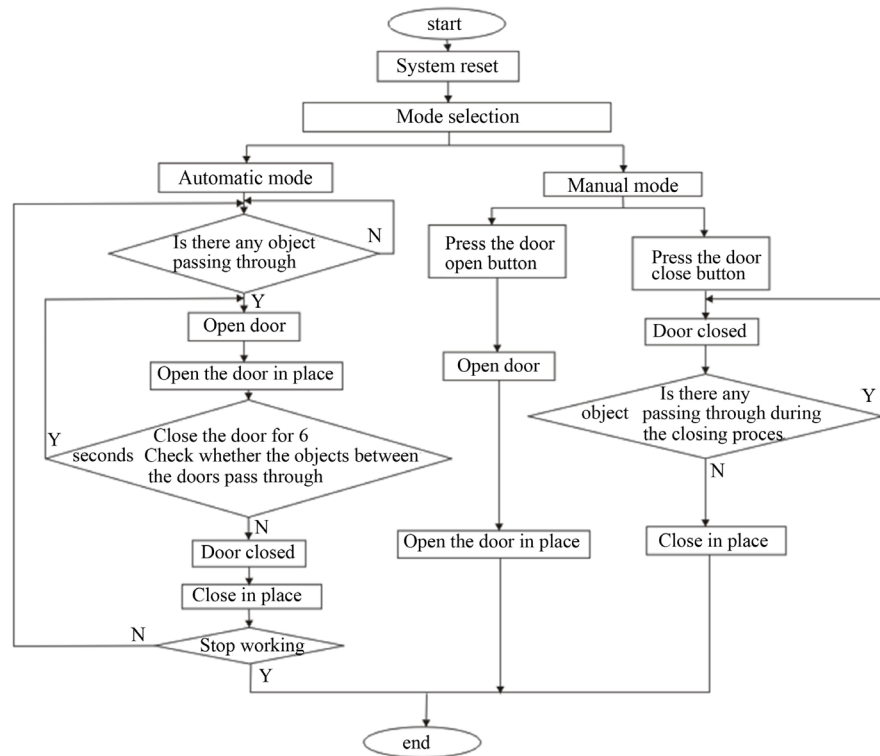 start
System reset
Mode selection
Automatic mode
Is there any object
passing through
N
Y
Open door
Open the door in place
Y
Close the door for 6
seconds Check whether the objects between
the doors pass through
N
Door closed
Close in place
N
Stop working
Y
Manual mode
Press the door
open button
Open door
Open the door in place
Press the door
close button
Door closed
Is there any
Y
object passing through during
the closing proces
N
Close in place
end